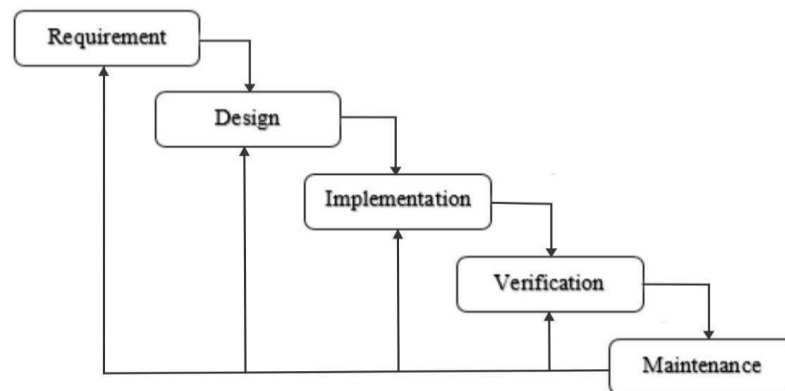 Requirement
Design
Implementation
Verification
Maintenance